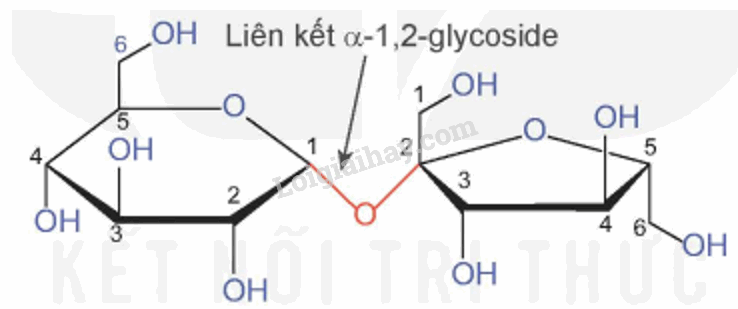 Liên kết α-1,2-glycoside
6 OH
O
5
OH
4
OH
3
2
OH
1
O
1 OH
2
O
OH
5
3
OH
4
6
OH
Loigiaihay.com
KẾT NỐI TRI THỨC